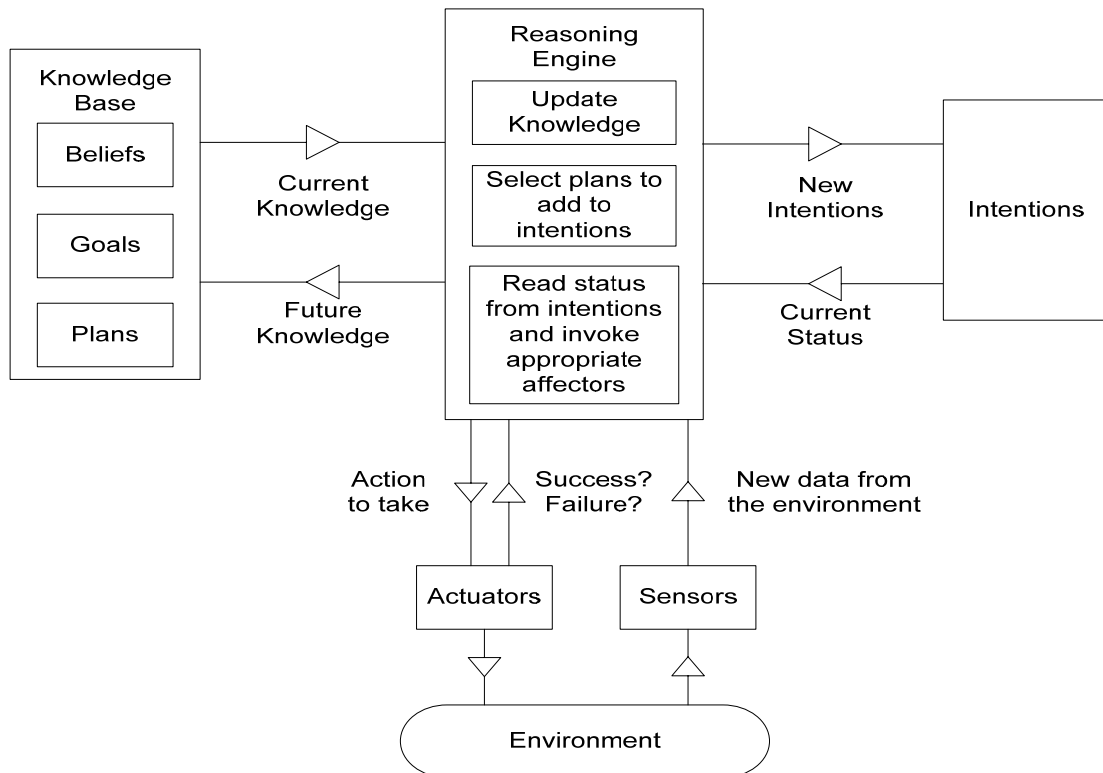 Knowledge
Base
Beliefs
Goals
Plans
Current
Knowledge
Future
Knowledge
Reasoning
Engine
Update
Knowledge
Select plans to
add to
intentions
Read status
from intentions
and invoke
appropriate
affectors
New
Intentions
Current
Status
Intentions
Action
to take
Success?
Failure?
New data from
the environment
Actuators
Sensors
Environment